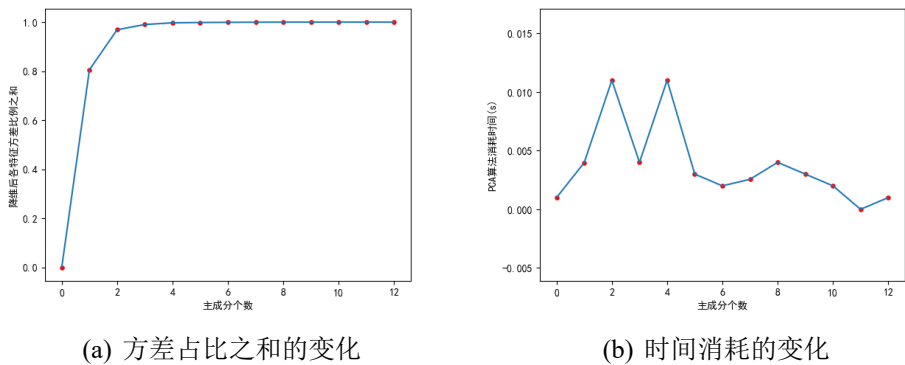 1.0
0.8
0.6
0.4
0.2
0.0
降维后各特征方差比例之和
0 2 4 6 8 10 12
主成分个数
(a) 方差占比之和的变化
0.015
0.010
0.005
0.000
−0.005
PCA算法消耗时间(s)
0 2 4 6 8 10 12
主成分个数
(b) 时间消耗的变化